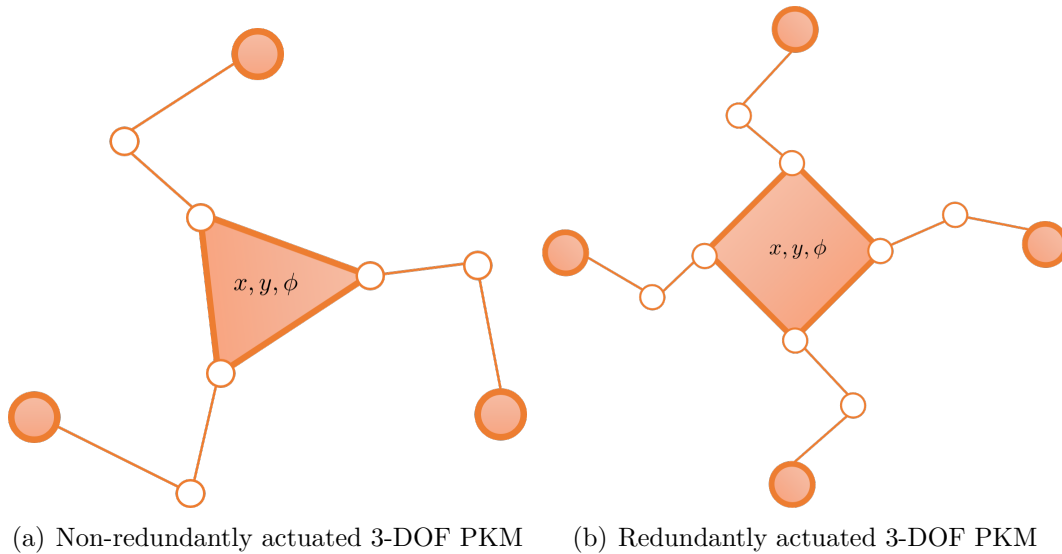 x, y, ϕ
x, y, ϕ
(a) Non-redundantly actuated 3-DOF PKM
(b) Redundantly actuated 3-DOF PKM